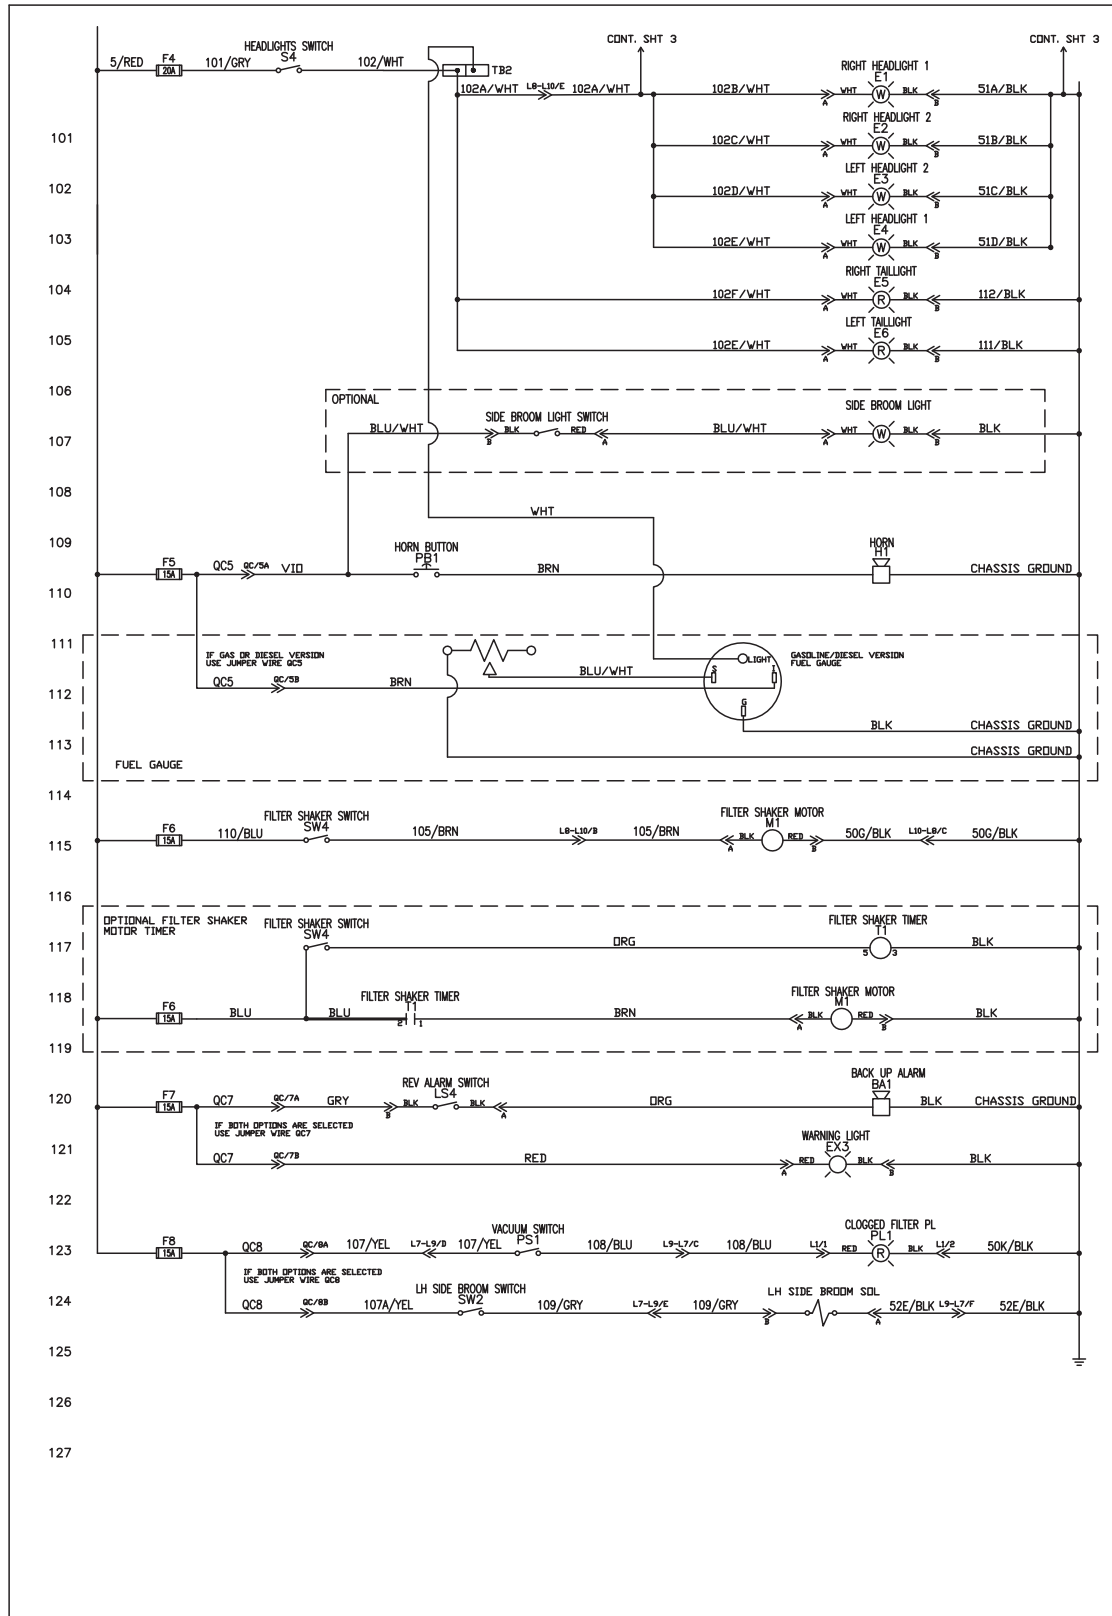 CONT. SHT 3 CONT. SHT 3
HEADLIGHTS SWITCH
5/RED F4 101/GRY S4 102/WHT TB2
20A
RIGHT HEADLIGHT 1
E1
102A/WHT L8-L10/E 102A/WHT 102B/WHT A WHT W BLK B 51A/BLK
RIGHT HEADLIGHT 2
101 E2
102C/WHT A WHT W BLK B 51B/BLK
LEFT HEADLIGHT 2
102 E3
102D/WHT A WHT W BLK B 51C/BLK
LEFT HEADLIGHT 1
103 E4
102E/WHT A WHT W BLK B 51D/BLK
RIGHT TAILLIGHT
104 E5
102F/WHT A WHT R BLK B 112/BLK
LEFT TAILLIGHT
105 E6
102E/WHT A WHT R BLK B 111/BLK
106
OPTIONAL
SIDE BROOM LIGHT SWITCH SIDE BROOM LIGHT
107 BLU/WHT B BLK RED A BLU/WHT A WHT W BLK B BLK
108
WHT
109 HORN BUTTON HORN
F5 QC5 QC/5A VIO PB1 BRN H1 CHASSIS GROUND
15A
110
111
IF GAS OR DIESEL VERSION
USE JUMPER WIRE QC5
LIGHT
GASOLINE/DIESEL VERSION
FUEL GAUGE
BLU/WHT S I
112 QC5 QC/5B BRN
G
BLK CHASSIS GROUND
113 CHASSIS GROUND
FUEL GAUGE
114
FILTER SHAKER SWITCH FILTER SHAKER MOTOR
F6 110/BLU SW4 105/BRN L8-L10/B 105/BRN A BLK M1 RED B 50G/BLK L10-L8/C 50G/BLK
115 15A
116
OPTIONAL FILTER SHAKER
MOTOR TIMER
FILTER SHAKER SWITCH FILTER SHAKER TIMER
117 SW4 ORG 5 T1 3 BLK
118 FILTER SHAKER TIMER FILTER SHAKER MOTOR
F6 BLU BLU 2 T1 1 BRN A BLK M1 RED B BLK
15A
119
REV ALARM SWITCH BACK UP ALARM
120 F7 QC7 QC/7A GRY B BLK LS4 BLK A ORG BA1 BLK CHASSIS GROUND
15A
IF BOTH OPTIONS ARE SELECTED
USE JUMPER WIRE QC7
WARNING LIGHT
121 QC7 QC/7B RED A RED EX3 BLK B BLK
122
VACUUM SWITCH CLOGGED FILTER PL
123 F8 QC8 QC/8A 107/YEL L7-L9/D 107/YEL PS1 108/BLU L9-L7/C 108/BLU L1/1 RED PL1 R BLK L1/2 50K/BLK
15A
IF BOTH OPTIONS ARE SELECTED
USE JUMPER WIRE QC8
LH SIDE BROOM SWITCH LH SIDE BROOM SOL
124 QC8 QC/8B 107A/YEL SW2 109/GRY L7-L9/E 109/GRY B A 52E/BLK L9-L7/F 52E/BLK
125
126
127